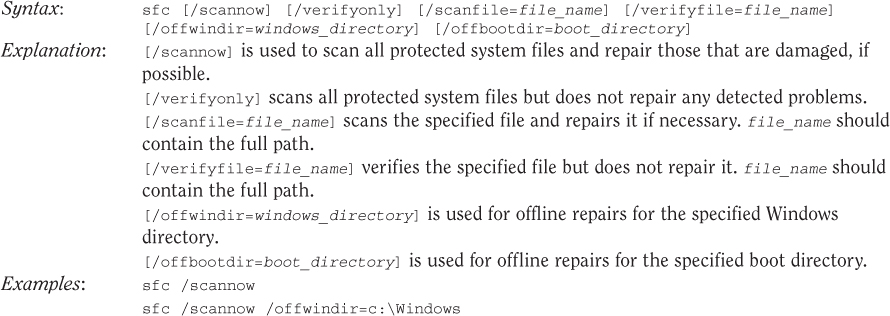 Syntax: sfc [/scannow] [/verifyonly] [/scanfile=file_name] [/verifyfile=file_name]
[/offwindir=windows_directory] [/offbootdir=boot_directory]
Explanation: [/scannow] is used to scan all protected system files and repair those that are damaged, if
possible.
[/verifyonly] scans all protected system files but does not repair any detected problems.
[/scanfile=file_name] scans the specified file and repairs it if necessary. file_name should
contain the full path.
[/verifyfile=file_name] verifies the specified file but does not repair it. file_name should
contain the full path.
[/offwindir=windows_directory] is used for offline repairs for the specified Windows
directory.
[/offbootdir=boot_directory] is used for offline repairs for the specified boot directory.
Examples: sfc /scannow
sfc /scannow /offwindir=c:\Windows